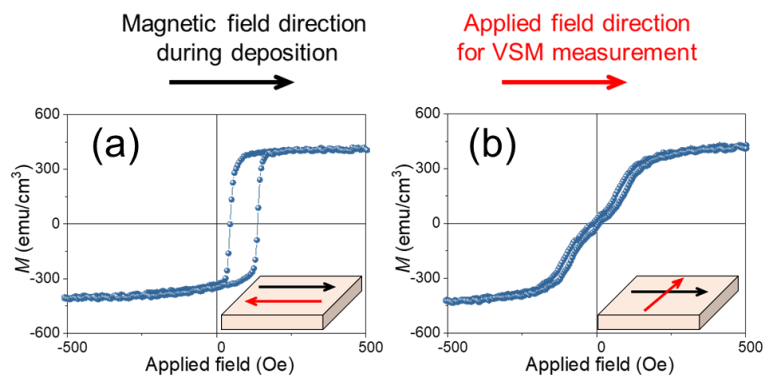 Magnetic field direction
during deposition
Applied field direction
for VSM measurement
(a)
M (emu/cm³)
600
300
0
-300
-600
-500
0
500
Applied field (Oe)
(b)
M (emu/cm³)
600
300
0
-300
-600
-500
0
500
Applied field (Oe)